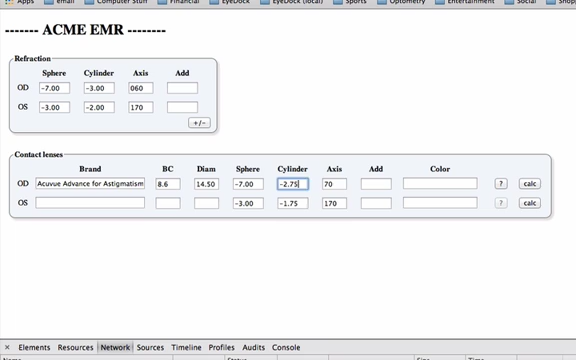 Apps email Computer Stuff Financial EyeDock EyeDock (local) Sports Optometry Entertainment Social
------- ACME EMR --------
Refraction
Sphere Cylinder Axis Add
OD -7.00 -3.00 060
OS -3.00 -2.00 170
+/-
Contact lenses
Brand BC Diam Sphere Cylinder Axis Add Color
OD Acuvue Advance for Astigmatism 8.6 14.50 -7.00 -2.75 70 ? calc
OS -3.00 -1.75 170 ? calc
× Elements Resources Network Sources Timeline Profiles Audits Console